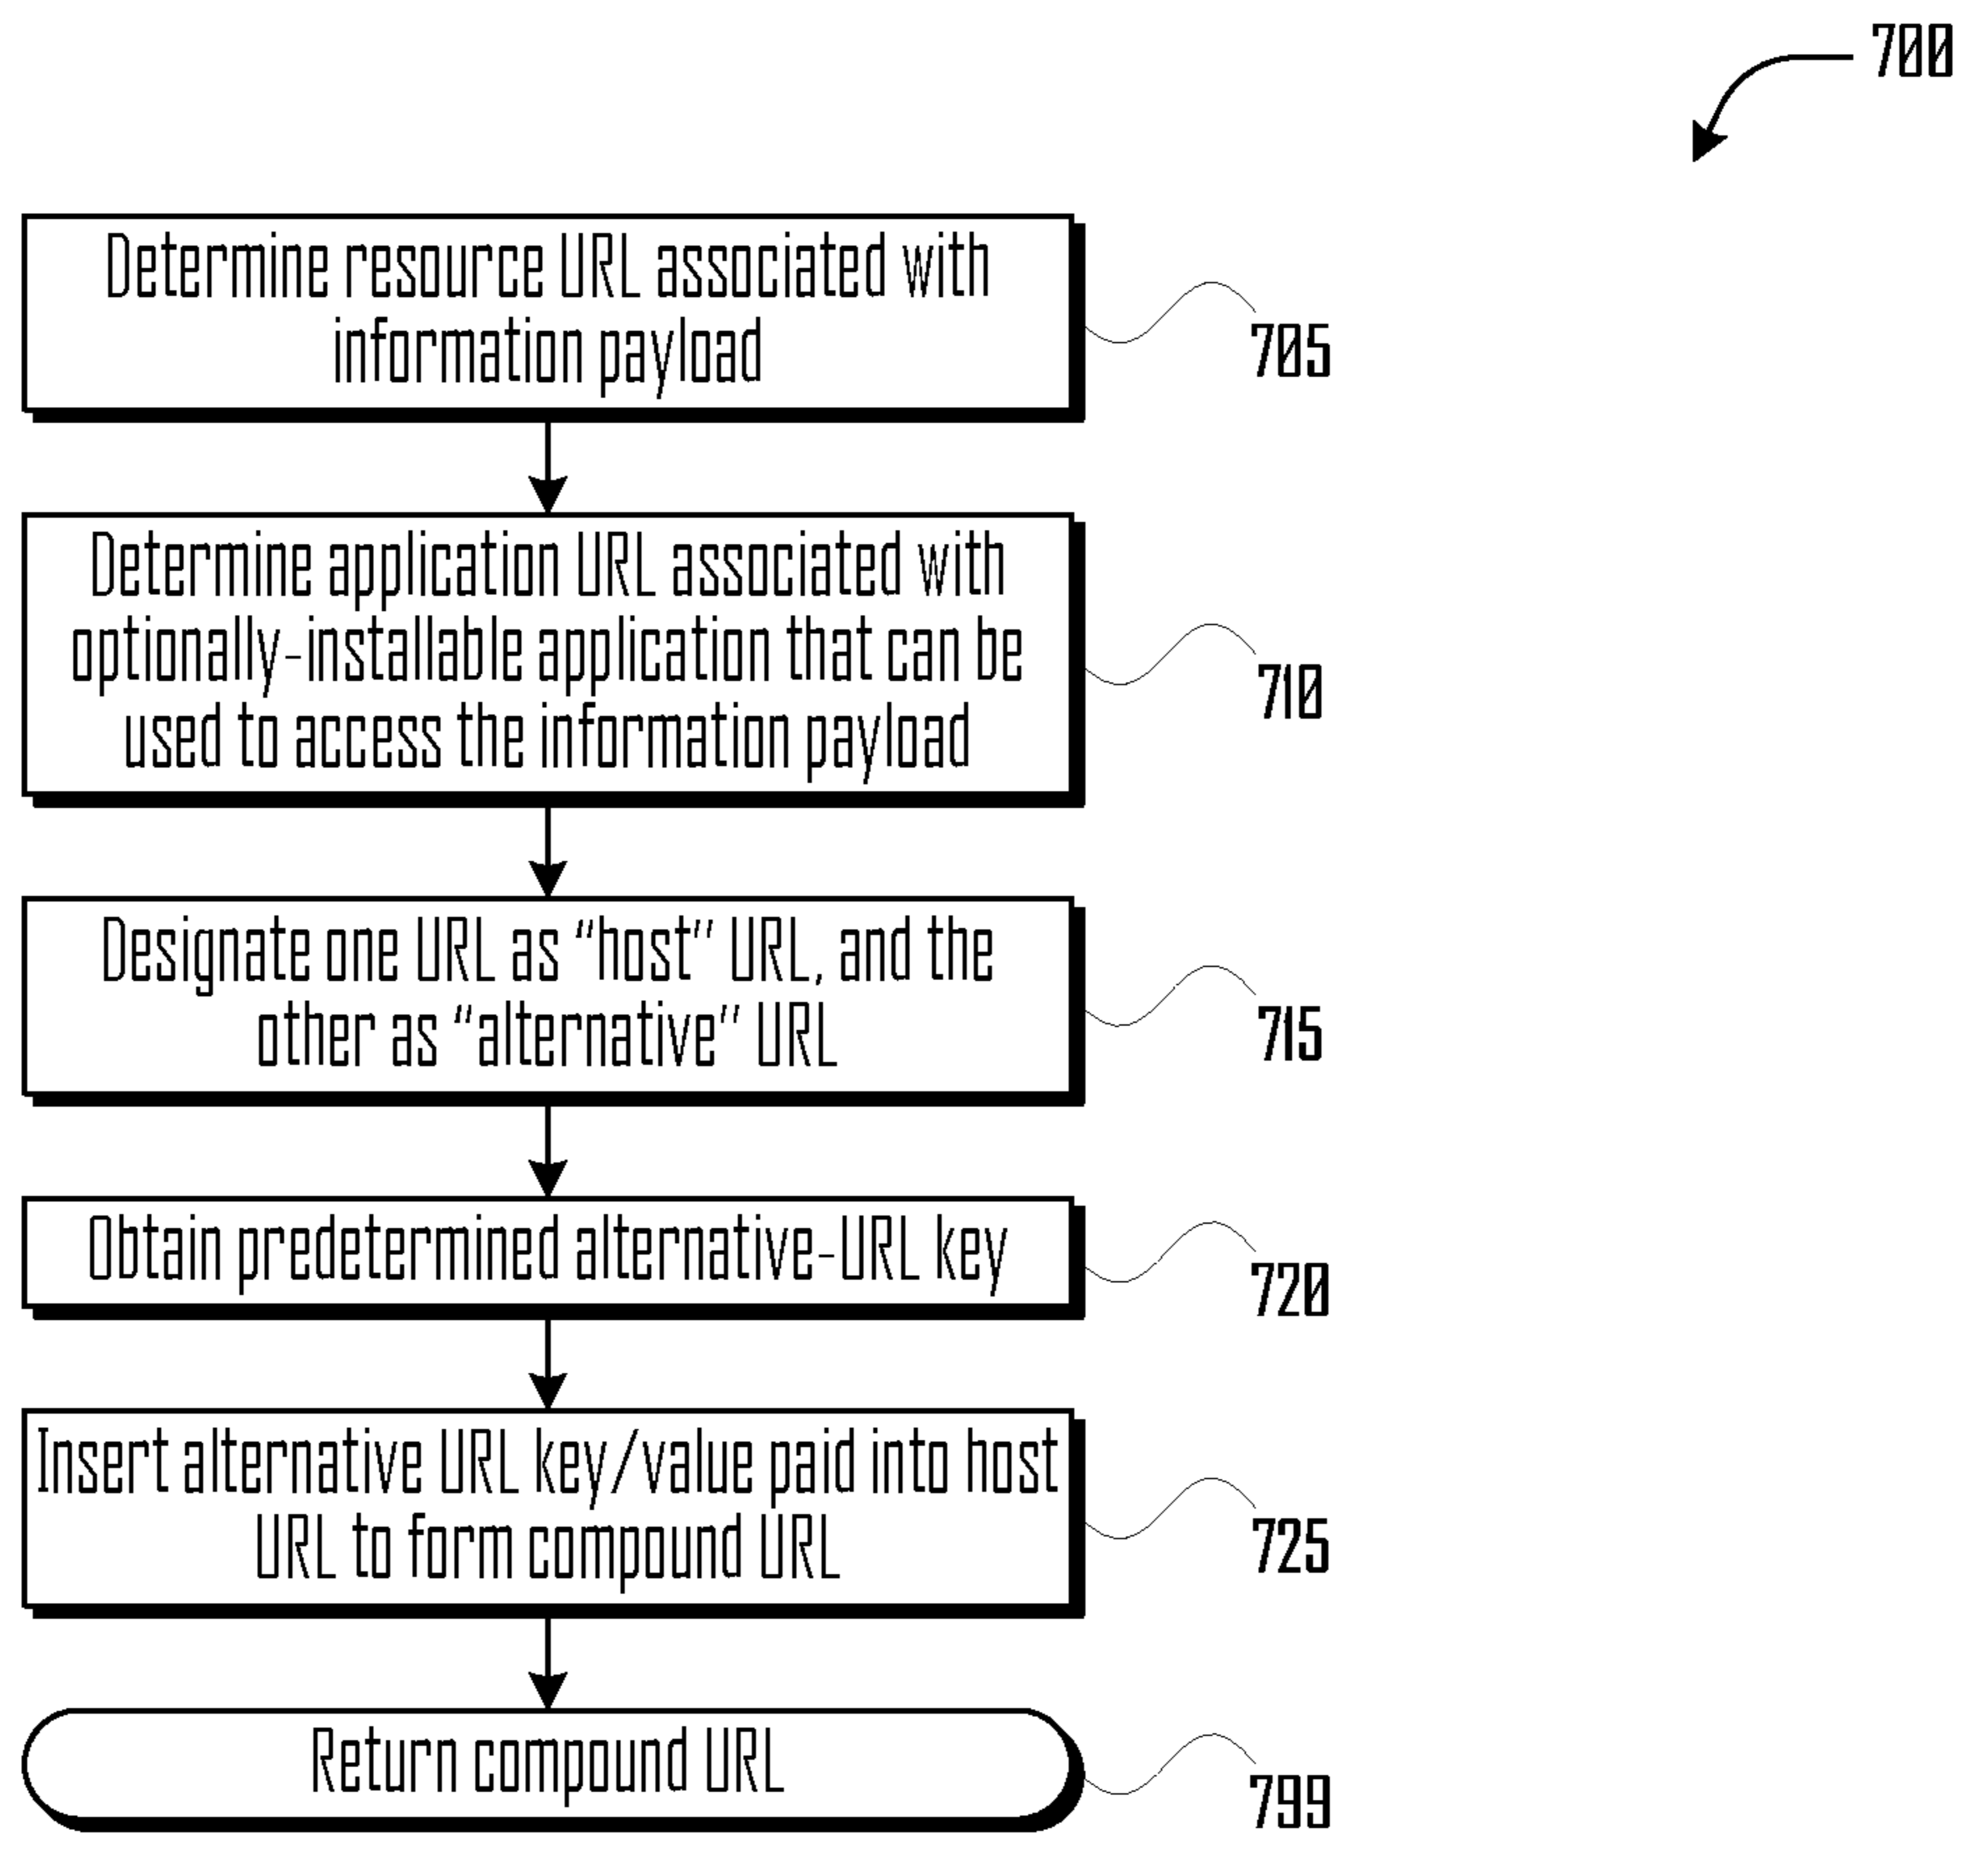 700
Determine resource URL associated with
information payload
705
Determine application URL associated with
optionally-installable application that can be
used to access the information payload
710
Designate one URL as "host" URL, and the
other as "alternative" URL
715
Obtain predetermined alternative-URL key
720
Insert alternative URL key/value paid into host
URL to form compound URL
725
Return compound URL
799